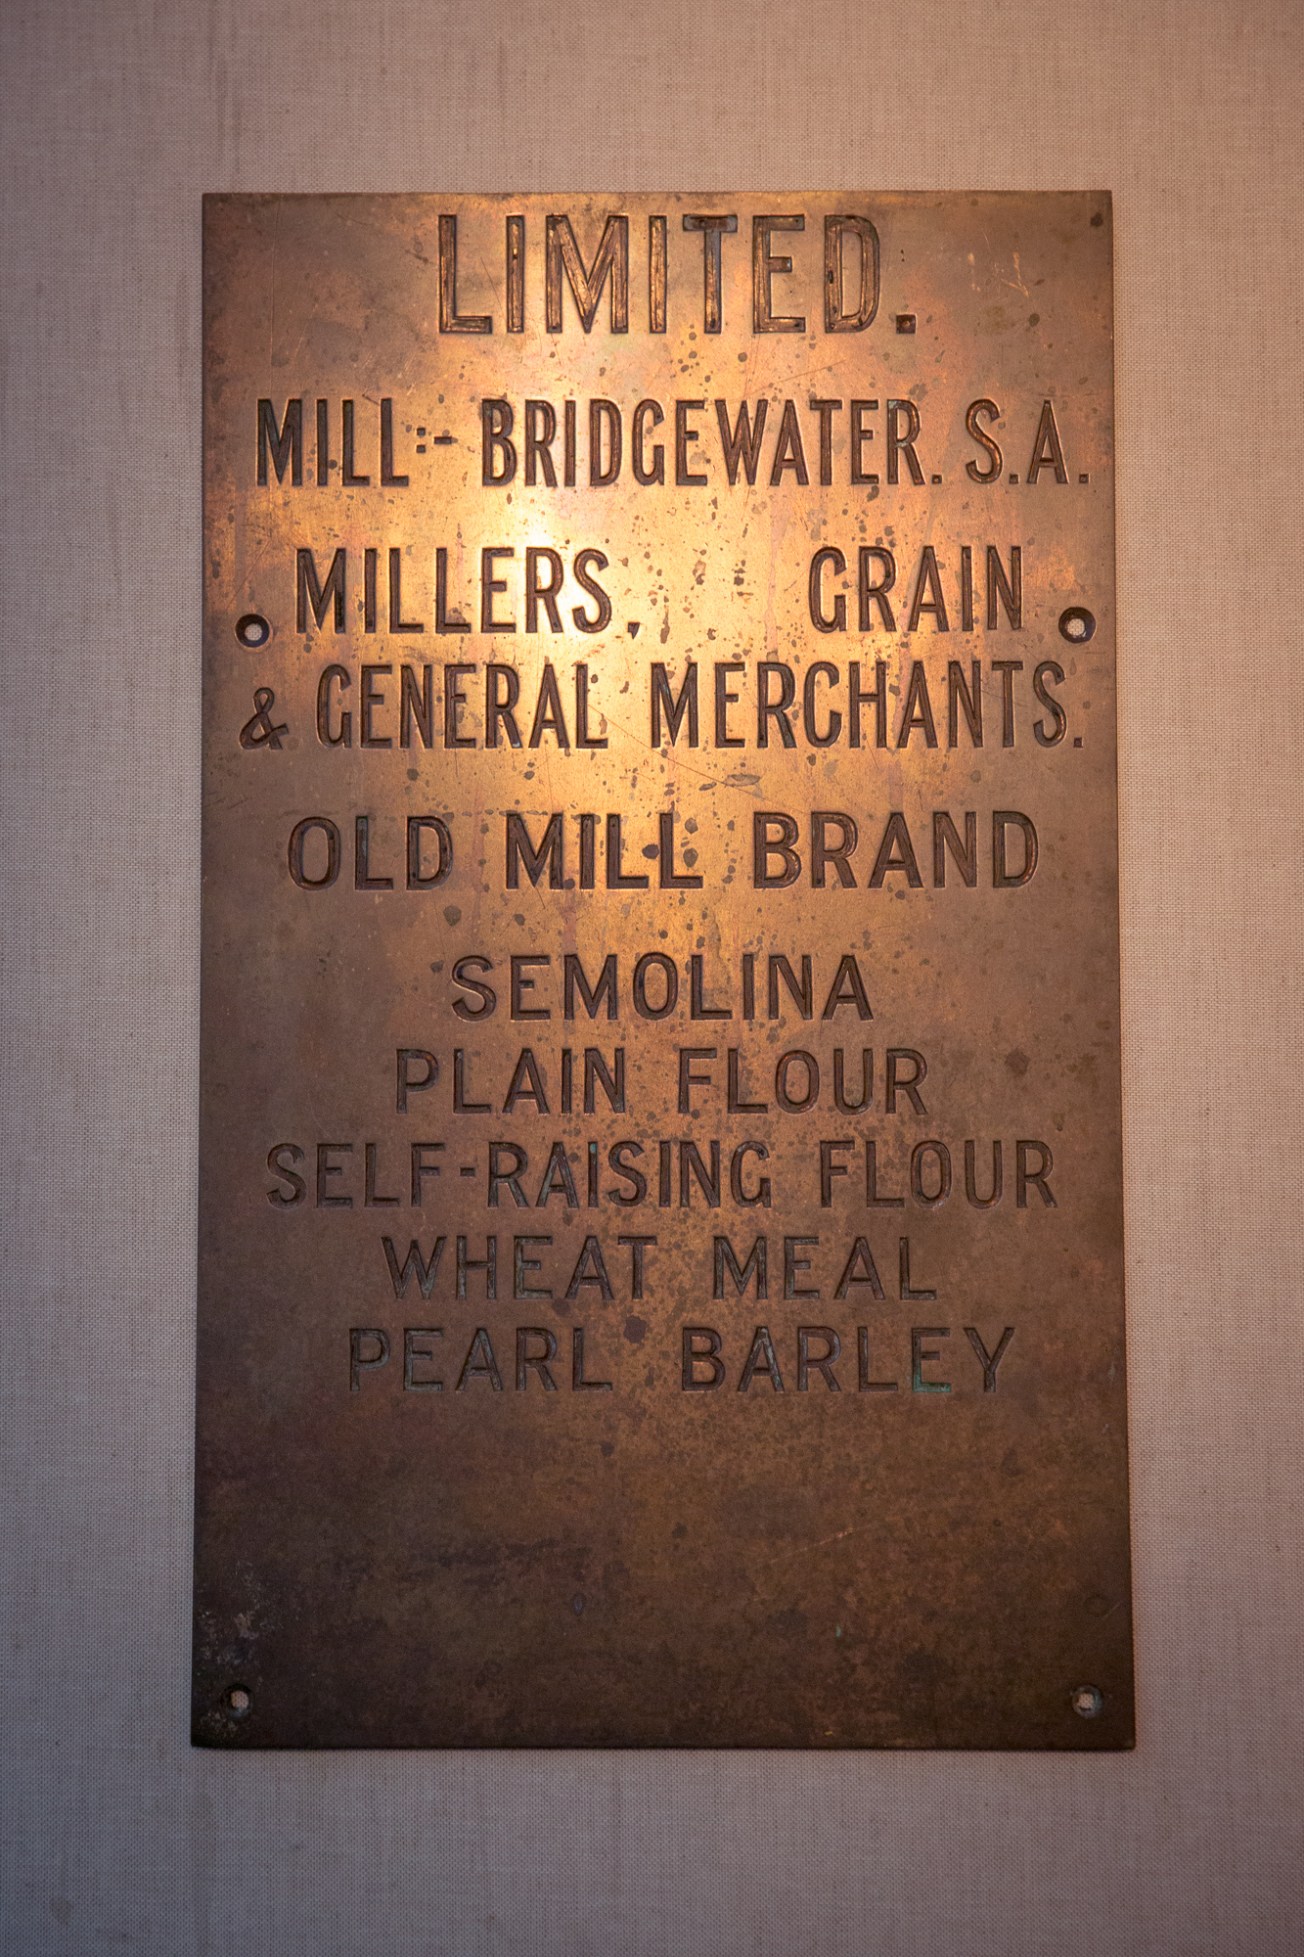 LIMITED.
MILL:- BRIDGEWATER. S.A.
MILLERS, GRAIN
& GENERAL MERCHANTS.
OLD MILL BRAND
SEMOLINA
PLAIN FLOUR
SELF-RAISING FLOUR
WHEAT MEAL
PEARL BARLEY